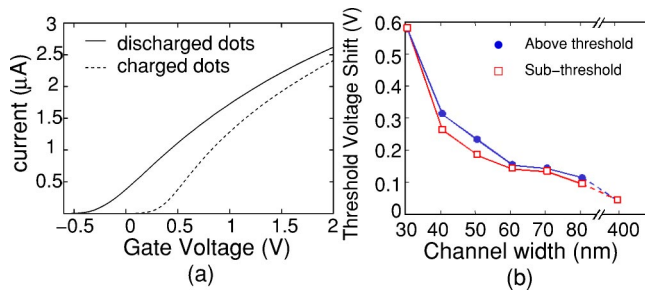 3
2.5
2
1.5
1
0.5
-0.5
0
0.5
1
1.5
2
current (μA)
Gate Voltage (V)
discharged dots
charged dots
(a)
0.6
0.5
0.4
0.3
0.2
0.1
0
30
40
50
60
70
80
400
Threshold Voltage Shift (V)
Channel width (nm)
Above threshold
Sub-threshold
(b)